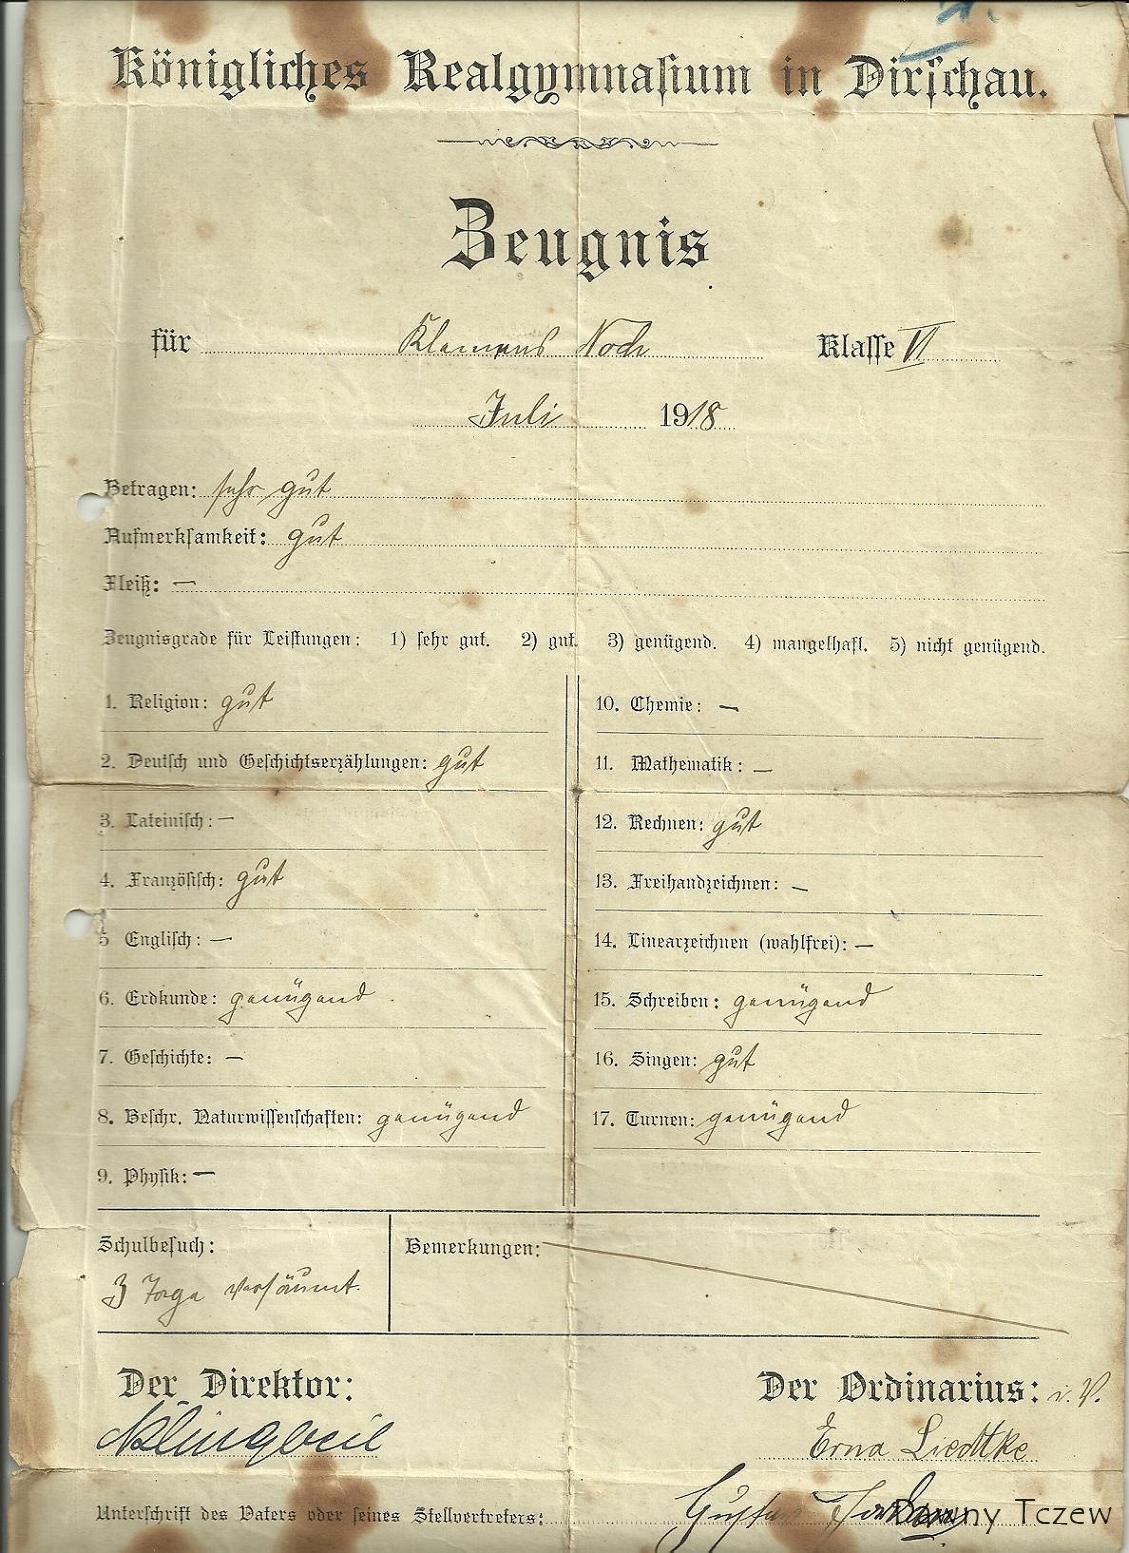 Königliches Realgymnasium in Dirschau.
Zeugnis
für Klemens Noch Klasse VI
Juli 1918
Betragen: sehr gut
Aufmerksamkeit: gut
Fleiß: —
Zeugnisgrade für Leistungen: 1) sehr gut. 2) gut. 3) genügend. 4) mangelhaft. 5) nicht genügend.
1. Religion: gut
2. Deutsch und Geschichtserzählungen: gut
3. Lateinisch: —
4. Französisch: gut
5 Englisch: —
6. Erdkunde: genügend
7. Geschichte: —
8. Beschr. Naturwissenschaften: genügend
9. Physik: —
10. Chemie: —
11. Mathematik: —
12. Rechnen: gut
13. Freihandzeichnen: —
14. Linearzeichnen (wahlfrei): —
15. Schreiben: genügend
16. Singen: gut
17. Turnen: genügend
Schulbesuch:
3 Tage versäumt.
Bemerkungen:
Der Direktor:
Klingbeil
Der Ordinarius: i. V.
Erna Liedtke
Unterschrift des Vaters oder seines Stellvertreters: Gustav
Dawny Tczew